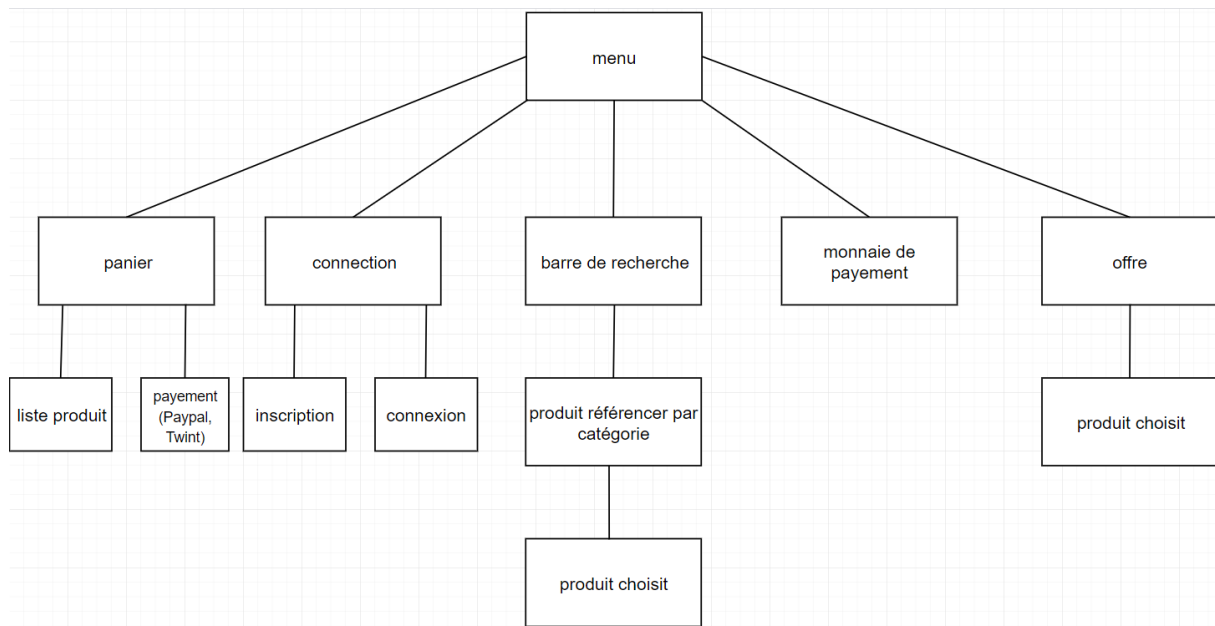 menu
panier
connection
barre de recherche
monnaie de
payement
offre
liste produit
payement
(Paypal,
Twint)
inscription
connexion
produit référencer par
catégorie
produit choisit
produit choisit